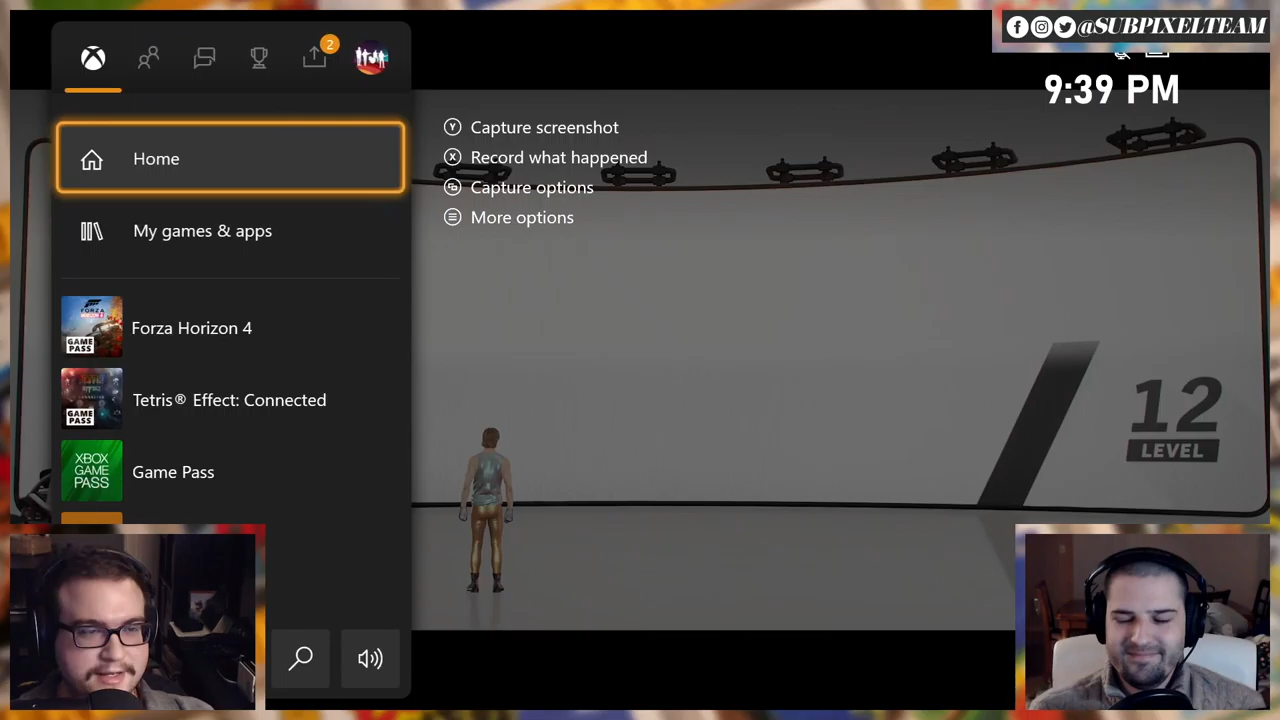 @SUBPIXELTEAM
2
9:39 PM
Home
My games & apps
Y Capture screenshot
X Record what happened
Capture options
More options
FORZA
GAME PASS
Forza Horizon 4
GAME PASS
Tetris® Effect: Connected
XBOX
GAME
PASS
Game Pass
12
LEVEL